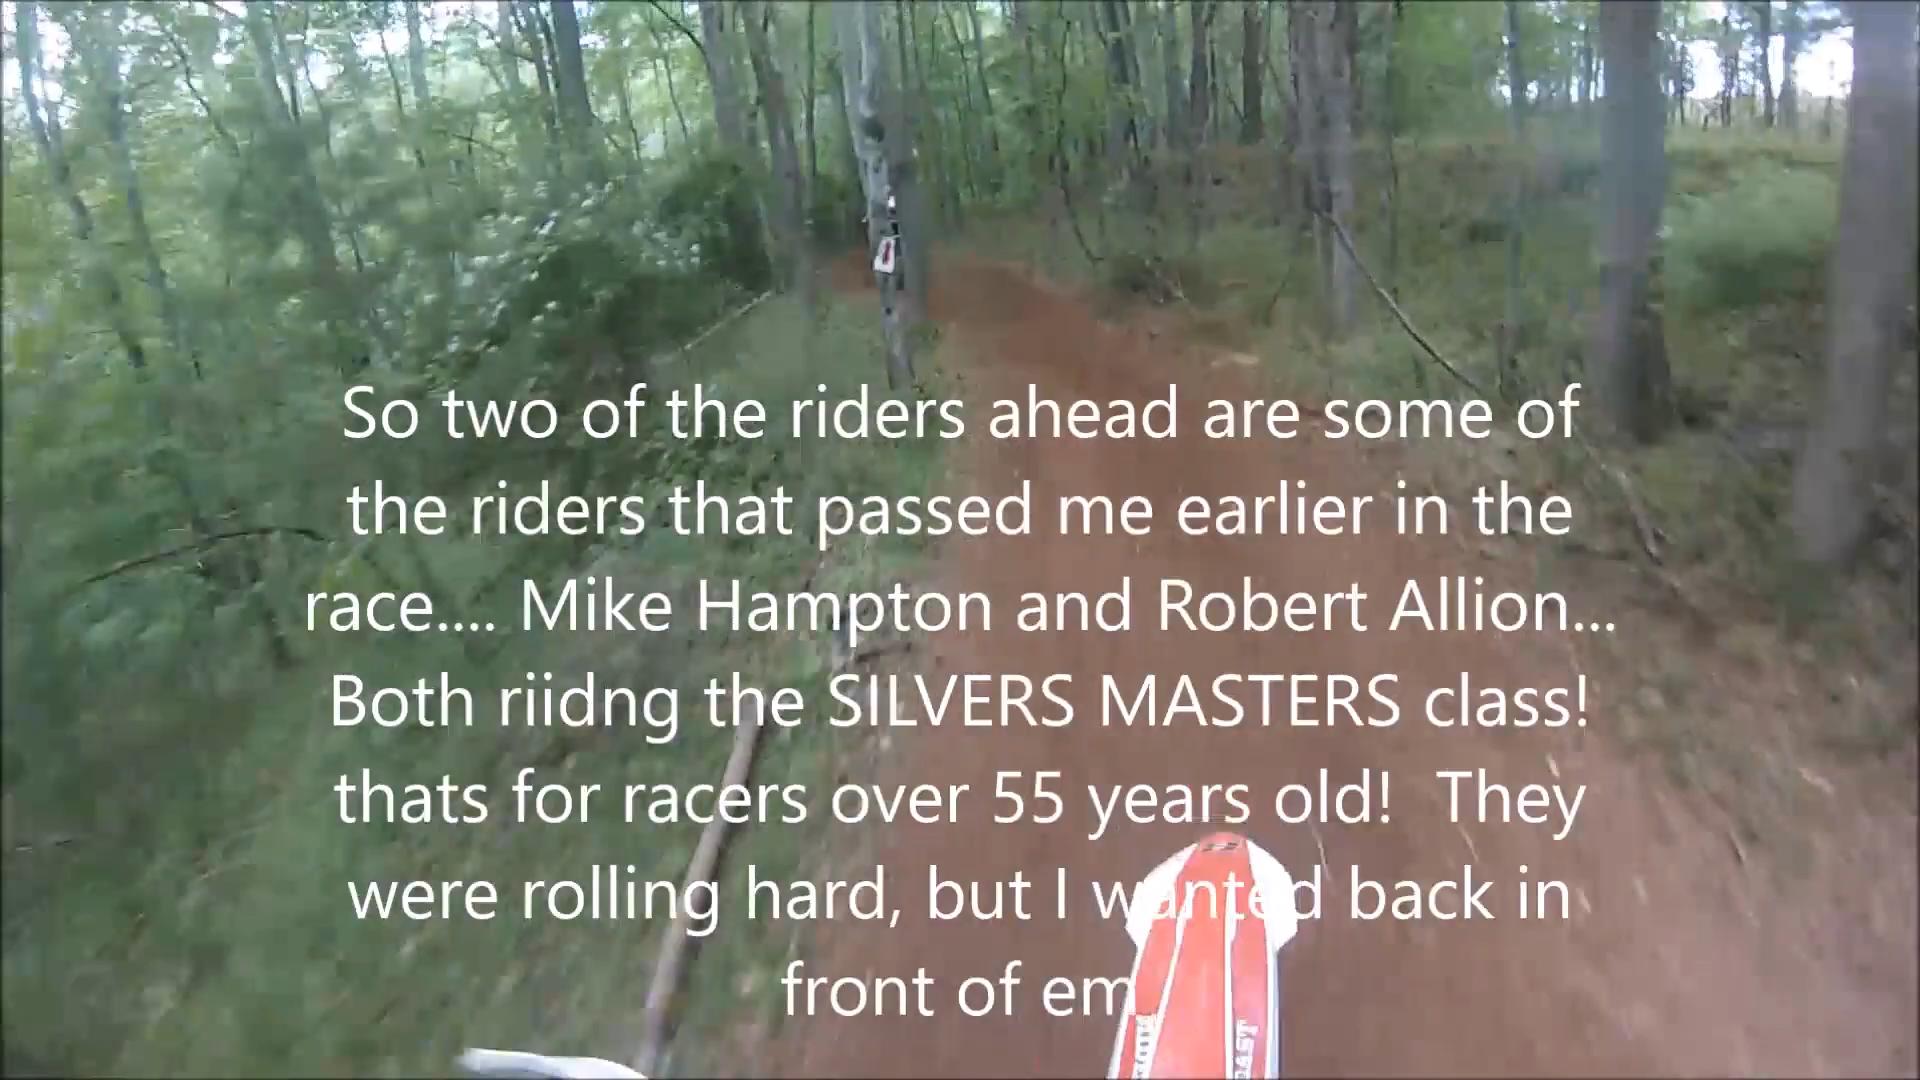 So two of the riders ahead are some of
the riders that passed me earlier in the
race.... Mike Hampton and Robert Allion...
Both riidng the SILVERS MASTERS class!
thats for racers over 55 years old!  They
were rolling hard, but I wanted back in
front of em